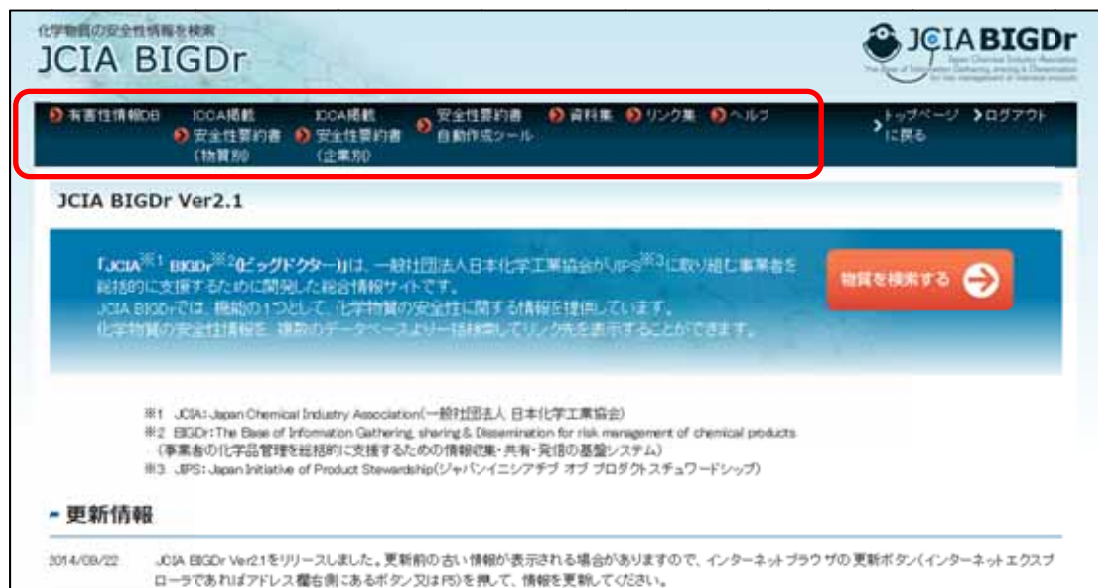 化学物質の安全性情報を検索
JCIA BIGDr
JCIA BIGDr
Japan Chemical Industry Association
有害性情報DB
ICCA掲載
安全性要約書
(物質別)
ICCA掲載
安全性要約書
(企業別)
安全性要約書
自動作成ツール
資料集
リンク集
ヘルプ
トップページ
に戻る
ログアウト
JCIA BIGDr Ver2.1
「JCIA※1 BIGDr※2(ビッグドクター)」は、一般社団法人日本化学工業協会がJIPS※3に取り組む事業者を
総括的に支援するために開発した総合情報サイトです。
JCIA BIGDrでは、機能の1つとして、化学物質の安全性に関する情報を提供しています。
化学物質の安全性情報を、複数のデータベースより一括検索してリンク先を表示することができます。
物質を検索する
※1 JCIA: Japan Chemical Industry Association(一般社団法人 日本化学工業協会)
※2 BIGDr:The Base of Information Gathering, sharing & Dissemination for risk management of chemical products
(事業者の化学品管理を総括的に支援するための情報収集・共有・発信の基盤システム)
※3 JIPS: Japan Initiative of Product Stewardship(ジャパンイニシアチブ オブ プロダクトスチュワードシップ)
更新情報
2014/09/22 JCIA BIGDr Ver2.1をリリースしました。更新前の古い情報が表示される場合がありますので、インターネットブラウザの更新ボタン(インターネットエクスプ
ローラであればアドレス欄右側にあるボタン又はF5)を押して、情報を更新してください。